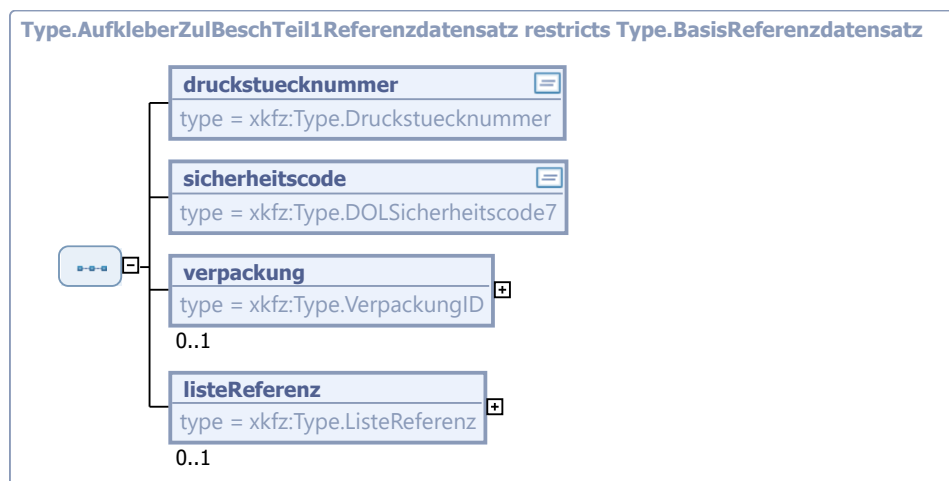 Type.AufkleberZulBeschTeil1Referenzdatensatz restricts Type.BasisReferenzdatensatz
druckstuecknummer
type = xkfz:Type.Druckstuecknummer
sicherheitscode
type = xkfz:Type.DOLSicherheitscode7
verpackung
type = xkfz:Type.VerpackungID
0..1
listeReferenz
type = xkfz:Type.ListeReferenz
0..1